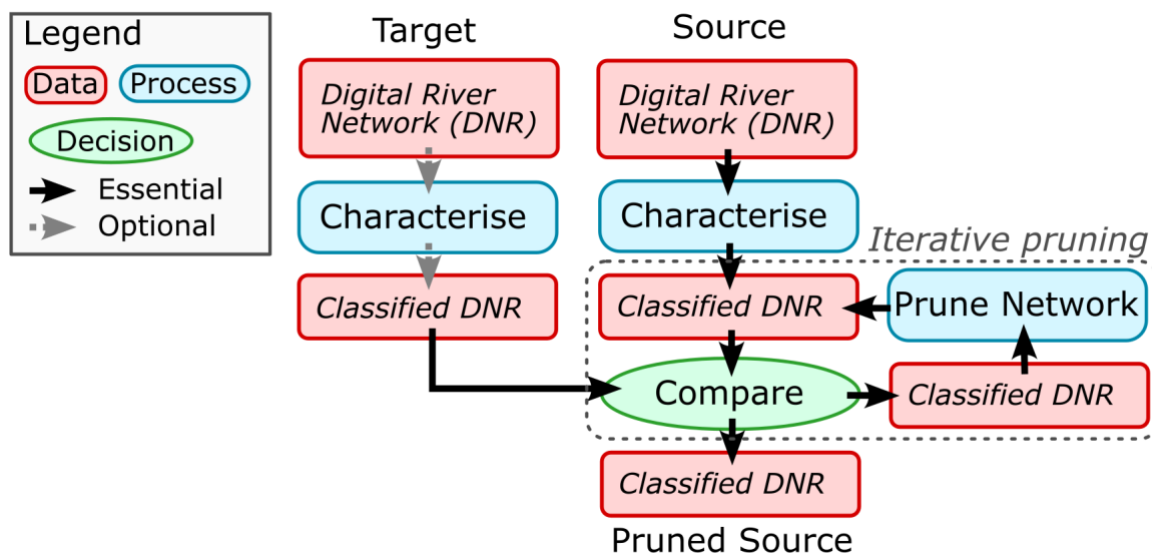 Legend
Data
Process
Decision
Essential
Optional
Target
Digital River
Network (DNR)
Characterise
Classified DNR
Source
Digital River
Network (DNR)
Characterise
Iterative pruning
Classified DNR
Prune Network
Compare
Classified DNR
Classified DNR
Pruned Source